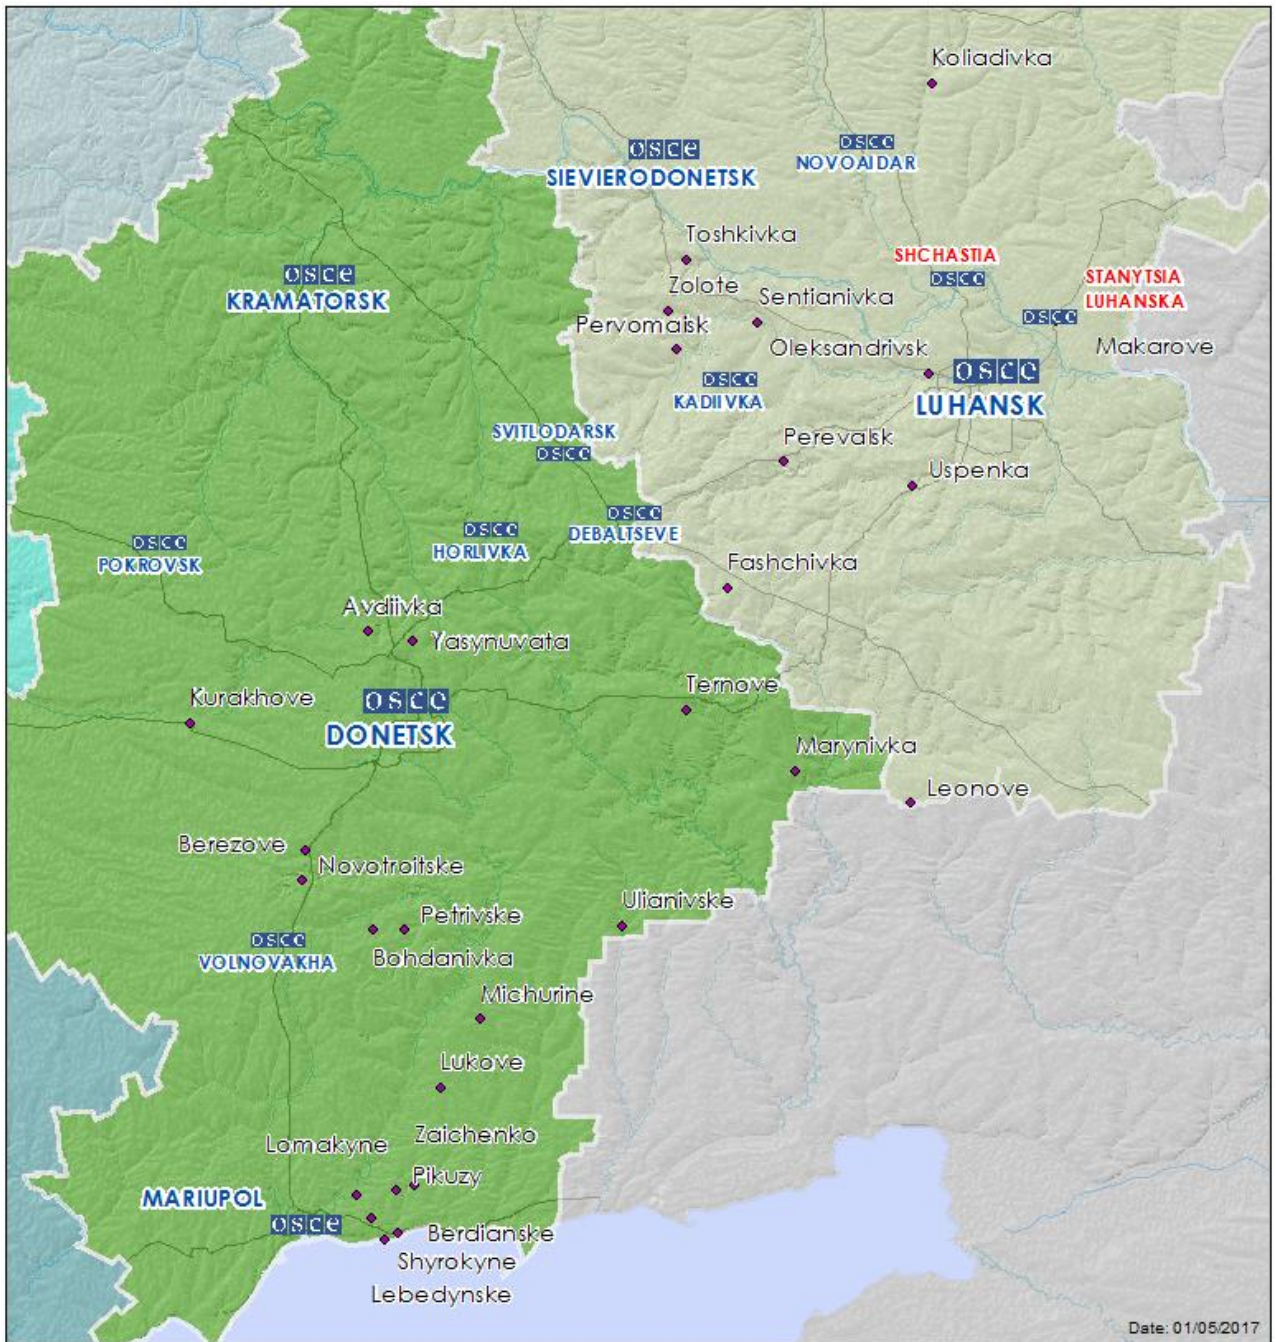 Koliadivka
osce
NOVOAIDAR
osce
SIEVIERODONETSK
Toshkivka
SHCHASTIA
osce
STANYTSIA
LUHANSKA
osce
osce
KRAMATORSK
Zolote
Sentianivka
Pervomaisk
Oleksandrivsk
Makarove
osce
KADIIVKA
osce
LUHANSK
SVITLODARSK
osce
Perevalsk
Uspenka
osce
DEBALTSEVE
osce
HORLIVKA
osce
POKROVSK
Fashchivka
Avdiivka
Yasynuvata
Kurakhove
osce
DONETSK
Ternove
Marynivka
Leonove
Berezove
Novotroitske
Ulianivske
Petrivske
osce
VOLNOVAKHA
Bohdanivka
Michurine
Lukove
Zaichenko
Lomakyne
Pikuzy
MARIUPOL
osce
Berdianske
Shyrokyne
Lebedynske
Date: 01/05/2017